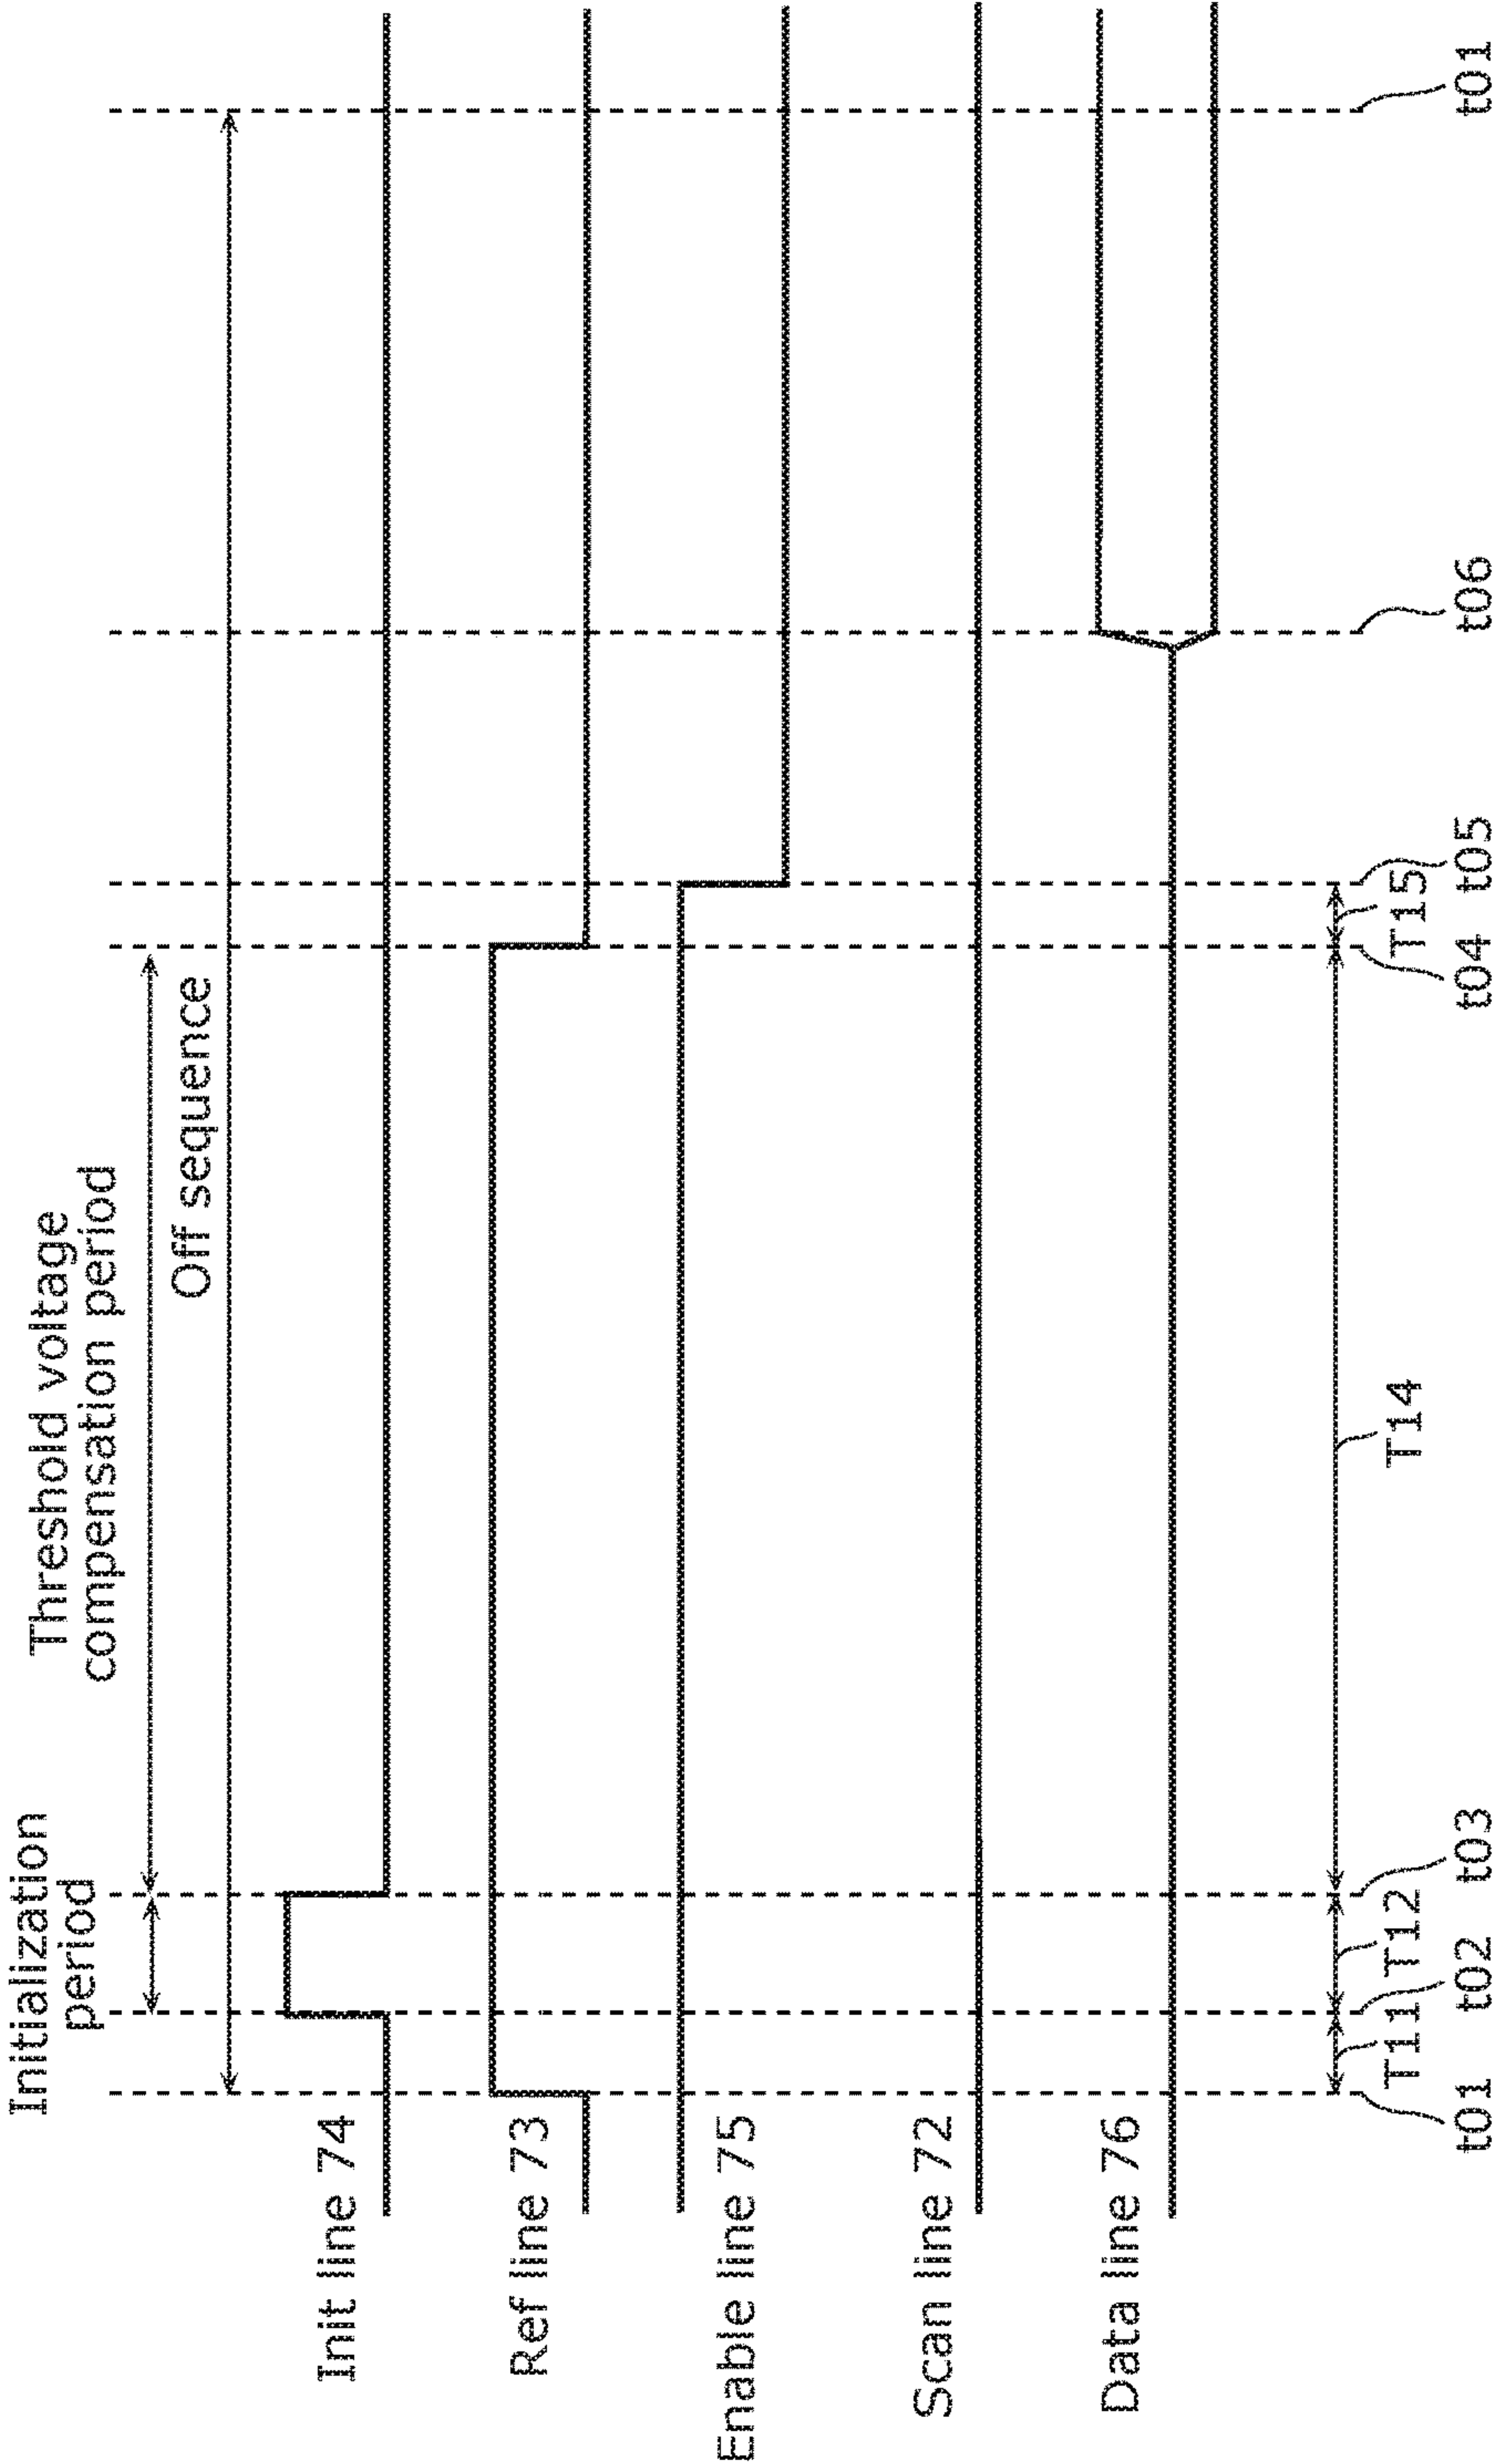 Initialization
period
Threshold voltage
compensation period
Off sequence
Init line 74
Ref line 73
Enable line 75
Scan line 72
Data line 76
T11
T12
T14
T15
t01
t02
t03
t04
t05
t06
t01